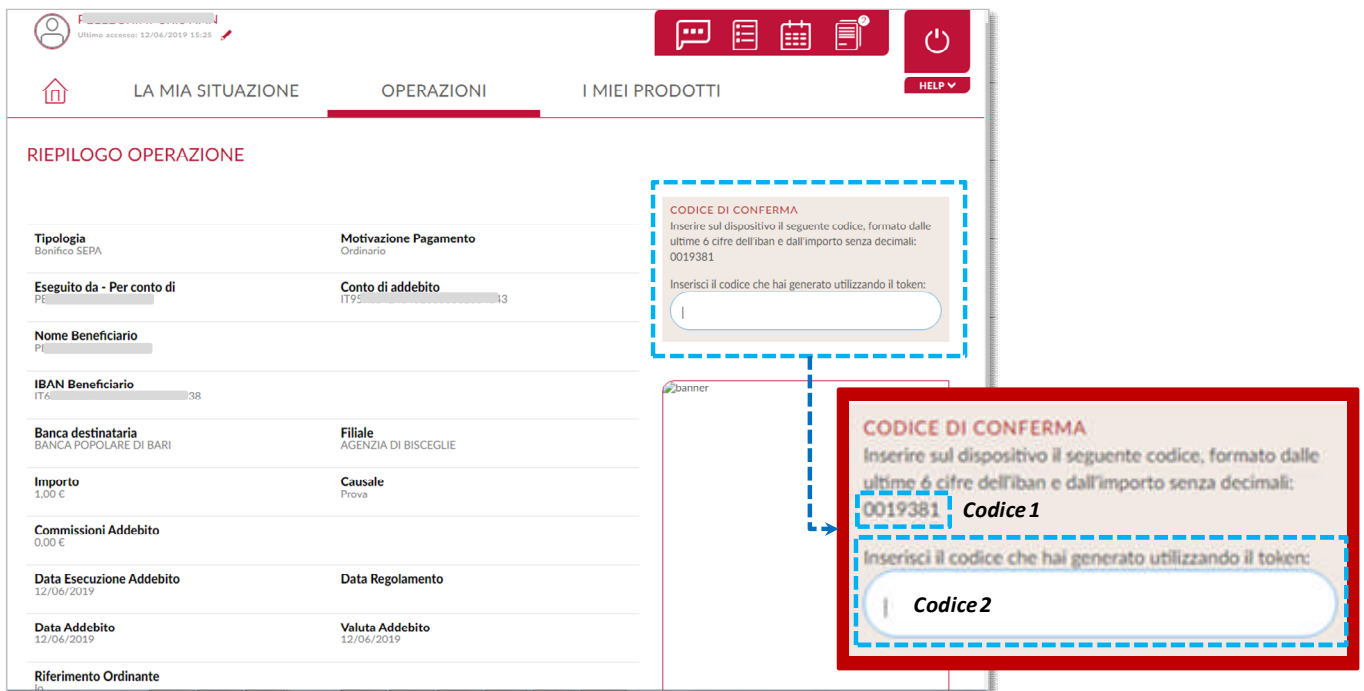 Ultimo accesso: 12/06/2019 15:25
?
HELP
LA MIA SITUAZIONE
OPERAZIONI
I MIEI PRODOTTI
RIEPILOGO OPERAZIONE
Tipologia
Bonifico SEPA
Motivazione Pagamento
Ordinario
Eseguito da - Per conto di
Conto di addebito
IT95 43
Nome Beneficiario
IBAN Beneficiario
IT6 38
Banca destinataria
BANCA POPOLARE DI BARI
Filiale
AGENZIA DI BISCEGLIE
Importo
1,00 €
Causale
Prova
Commissioni Addebito
0,00 €
Data Esecuzione Addebito
12/06/2019
Data Regolamento
Data Addebito
12/06/2019
Valuta Addebito
12/06/2019
Riferimento Ordinante
CODICE DI CONFERMA
Inserire sul dispositivo il seguente codice, formato dalle
ultime 6 cifre dell'iban e dall'importo senza decimali:
0019381
Inserisci il codice che hai generato utilizzando il token:
banner
CODICE DI CONFERMA
Inserire sul dispositivo il seguente codice, formato dalle
ultime 6 cifre dell'iban e dall'importo senza decimali:
0019381 Codice 1
Inserisci il codice che hai generato utilizzando il token:
Codice 2